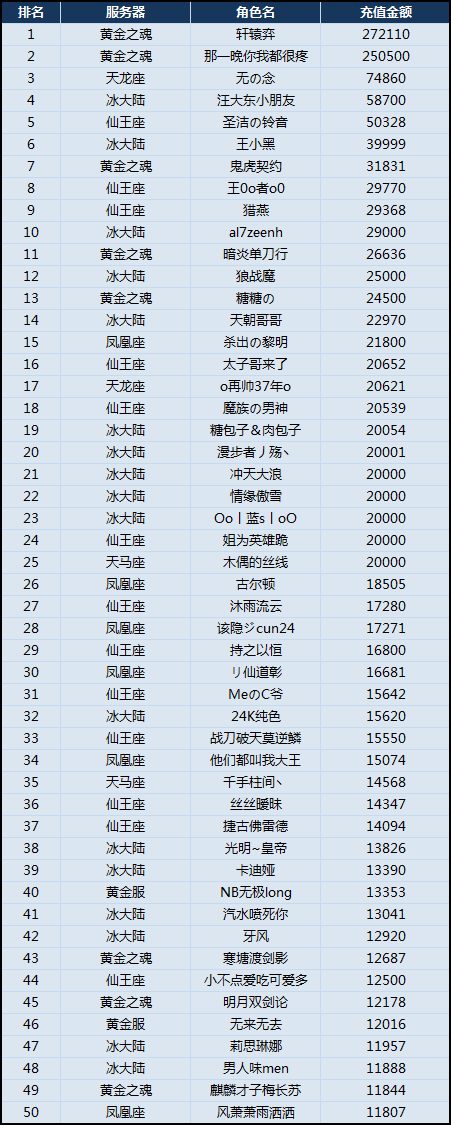 排名 服务器 角色名 充值金额
1 黄金之魂 轩辕弈 272110
2 黄金之魂 那一晚你我都很疼 250500
3 天龙座 无の念 74860
4 冰大陆 汪大东小朋友 58700
5 仙王座 圣洁の铃音 50328
6 冰大陆 王小黑 39999
7 黄金之魂 鬼虎契约 31831
8 仙王座 王0o者o0 29770
9 仙王座 猎燕 29368
10 冰大陆 al7zeenh 29000
11 黄金之魂 暗炎单刀行 26636
12 冰大陆 狼战魔 25000
13 黄金之魂 糖糖の 24500
14 冰大陆 天朝哥哥 22970
15 凤凰座 杀出の黎明 21800
16 仙王座 太子哥来了 20652
17 天龙座 o再帅37年o 20621
18 仙王座 魔族の男神 20539
19 冰大陆 糖包子&肉包子 20054
20 冰大陆 漫步者丿殇丶 20001
21 冰大陆 冲天大浪 20000
22 冰大陆 情缘傲雪 20000
23 冰大陆 Oo丨蓝s丨oO 20000
24 仙王座 姐为英雄跪 20000
25 天马座 木偶的丝线 20000
26 凤凰座 古尔顿 18505
27 仙王座 沐雨流云 17280
28 凤凰座 该隐ジcun24 17271
29 仙王座 持之以恒 16800
30 凤凰座 リ仙道彰 16681
31 仙王座 MeのC爷 15642
32 冰大陆 24K纯色 15620
33 仙王座 战刀破天莫逆鳞 15550
34 凤凰座 他们都叫我大王 15074
35 天马座 千手柱间丶 14568
36 仙王座 丝丝暧昧 14347
37 仙王座 捷古佛雷德 14094
38 冰大陆 光明~皇帝 13826
39 冰大陆 卡迪娅 13390
40 黄金服 NB无极long 13353
41 冰大陆 汽水喷死你 13041
42 冰大陆 牙风 12920
43 黄金之魂 寒塘渡剑影 12687
44 仙王座 小不点爱吃可爱多 12500
45 黄金之魂 明月双剑论 12178
46 黄金服 无来无去 12016
47 冰大陆 莉思琳娜 11957
48 冰大陆 男人味men 11888
49 黄金之魂 麒麟才子梅长苏 11844
50 凤凰座 风萧萧雨洒洒 11807